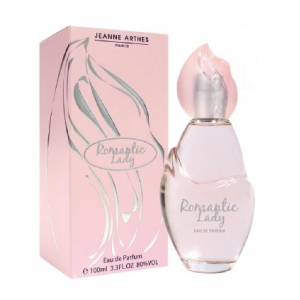 JEANNE ARTHES
PARIS
Romantic
Lady
Eau de Parfum
℮ 100ml 3.3FL.OZ 80%VOL
Romantic
Lady
EAU DE PARFUM